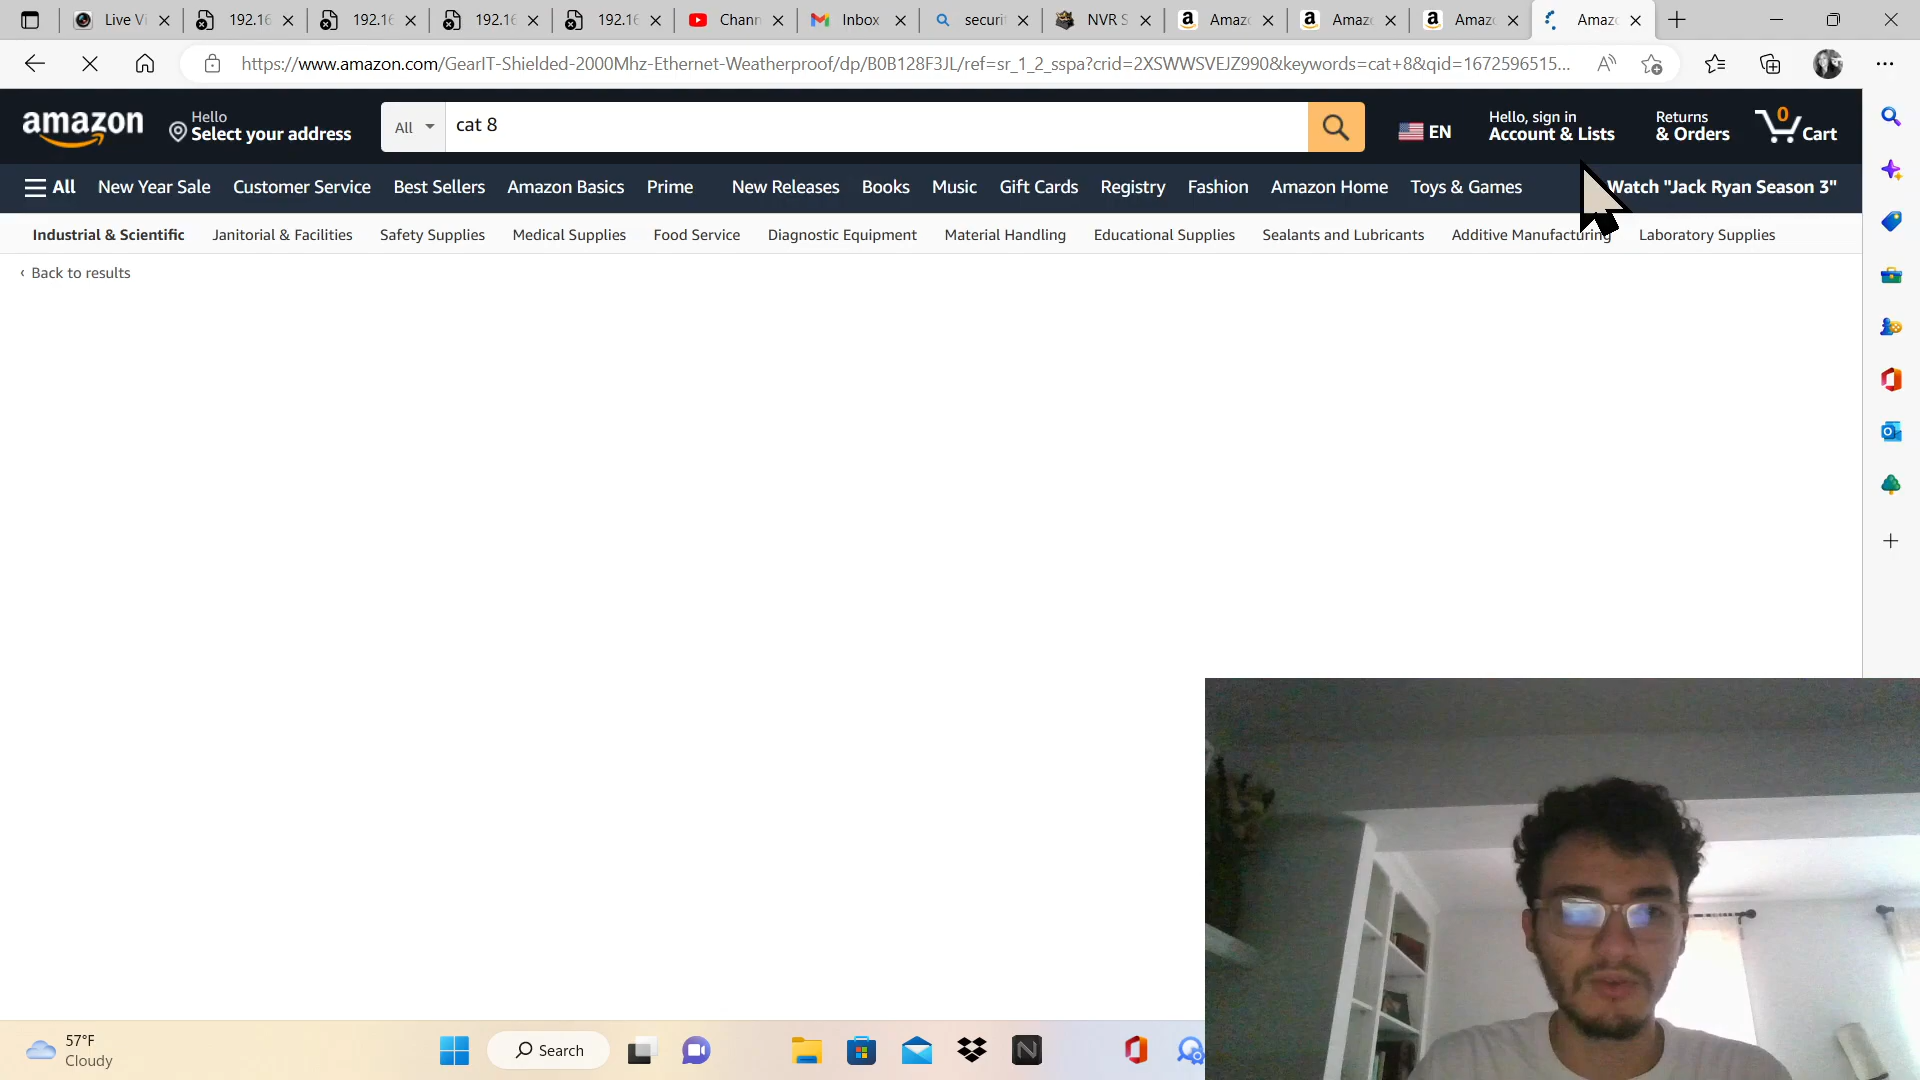 Live Vi
192.16
192.16
192.16
192.16
Chann
Inbox
securi
NVR S
Amaz
Amaz
Amaz
Amaz
https://www.amazon.com/GearIT-Shielded-2000Mhz-Ethernet-Weatherproof/dp/B0B128F3JL/ref=sr_1_2_sspa?crid=2XSWWSVEJZ990&keywords=cat+8&qid=1672596515...
amazon
Hello
Select your address
All
cat 8
EN
Hello, sign in
Account & Lists
Returns
& Orders
0
Cart
All New Year Sale Customer Service Best Sellers Amazon Basics Prime New Releases Books Music Gift Cards Registry Fashion Amazon Home Toys & Games Watch "Jack Ryan Season 3"
Industrial & Scientific Janitorial & Facilities Safety Supplies Medical Supplies Food Service Diagnostic Equipment Material Handling Educational Supplies Sealants and Lubricants Additive Manufacturing Laboratory Supplies
‹ Back to results
57°F
Cloudy
Search